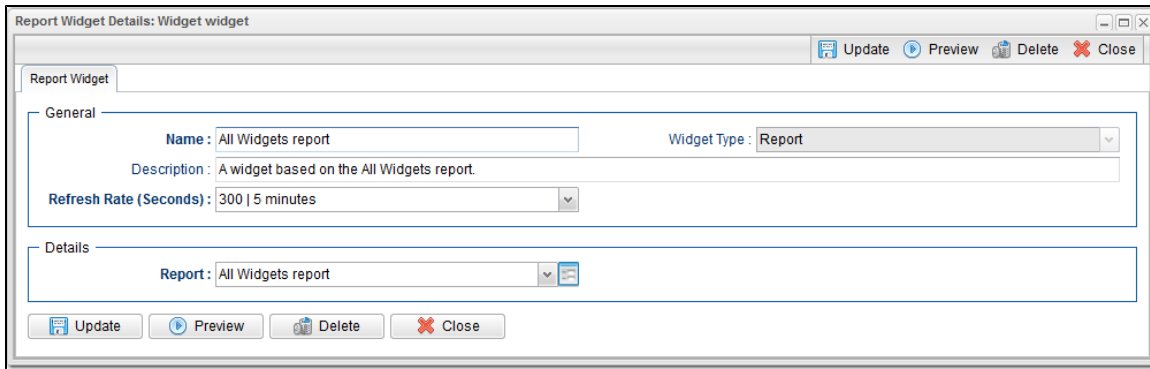 Report Widget Details: Widget widget
Update Preview Delete Close
Report Widget
General
Name : All Widgets report Widget Type : Report
Description : A widget based on the All Widgets report.
Refresh Rate (Seconds) : 300 | 5 minutes
Details
Report : All Widgets report
Update Preview Delete Close